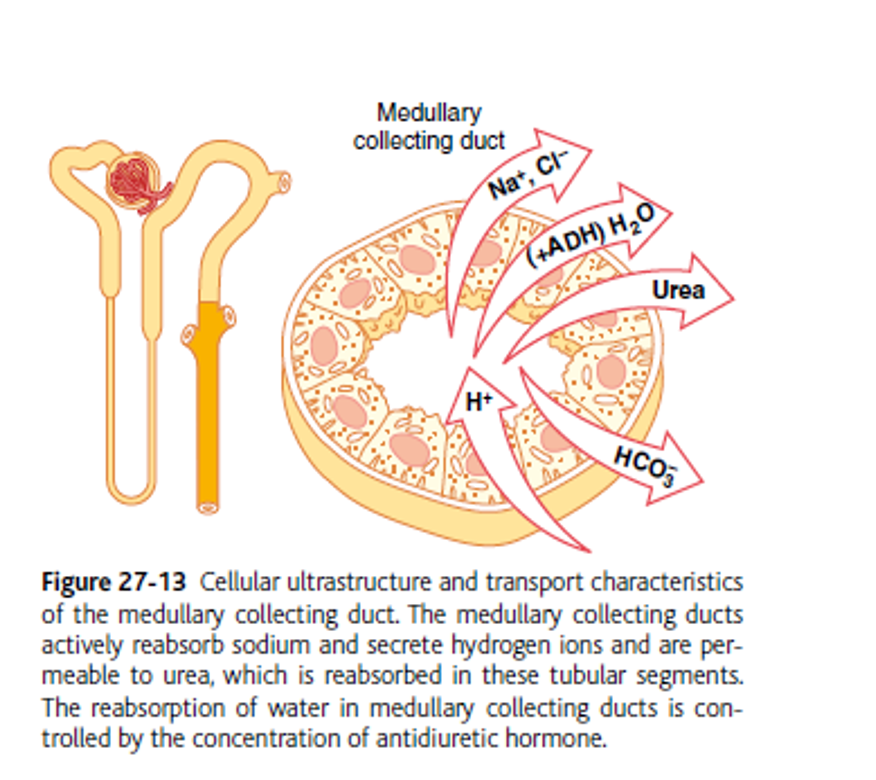 Medullary
collecting duct
Na⁺, Cl⁻
(+ADH) H₂O
Urea
H⁺
HCO₃⁻
Figure 27-13 Cellular ultrastructure and transport characteristics
of the medullary collecting duct. The medullary collecting ducts
actively reabsorb sodium and secrete hydrogen ions and are per-
meable to urea, which is reabsorbed in these tubular segments.
The reabsorption of water in medullary collecting ducts is con-
trolled by the concentration of antidiuretic hormone.